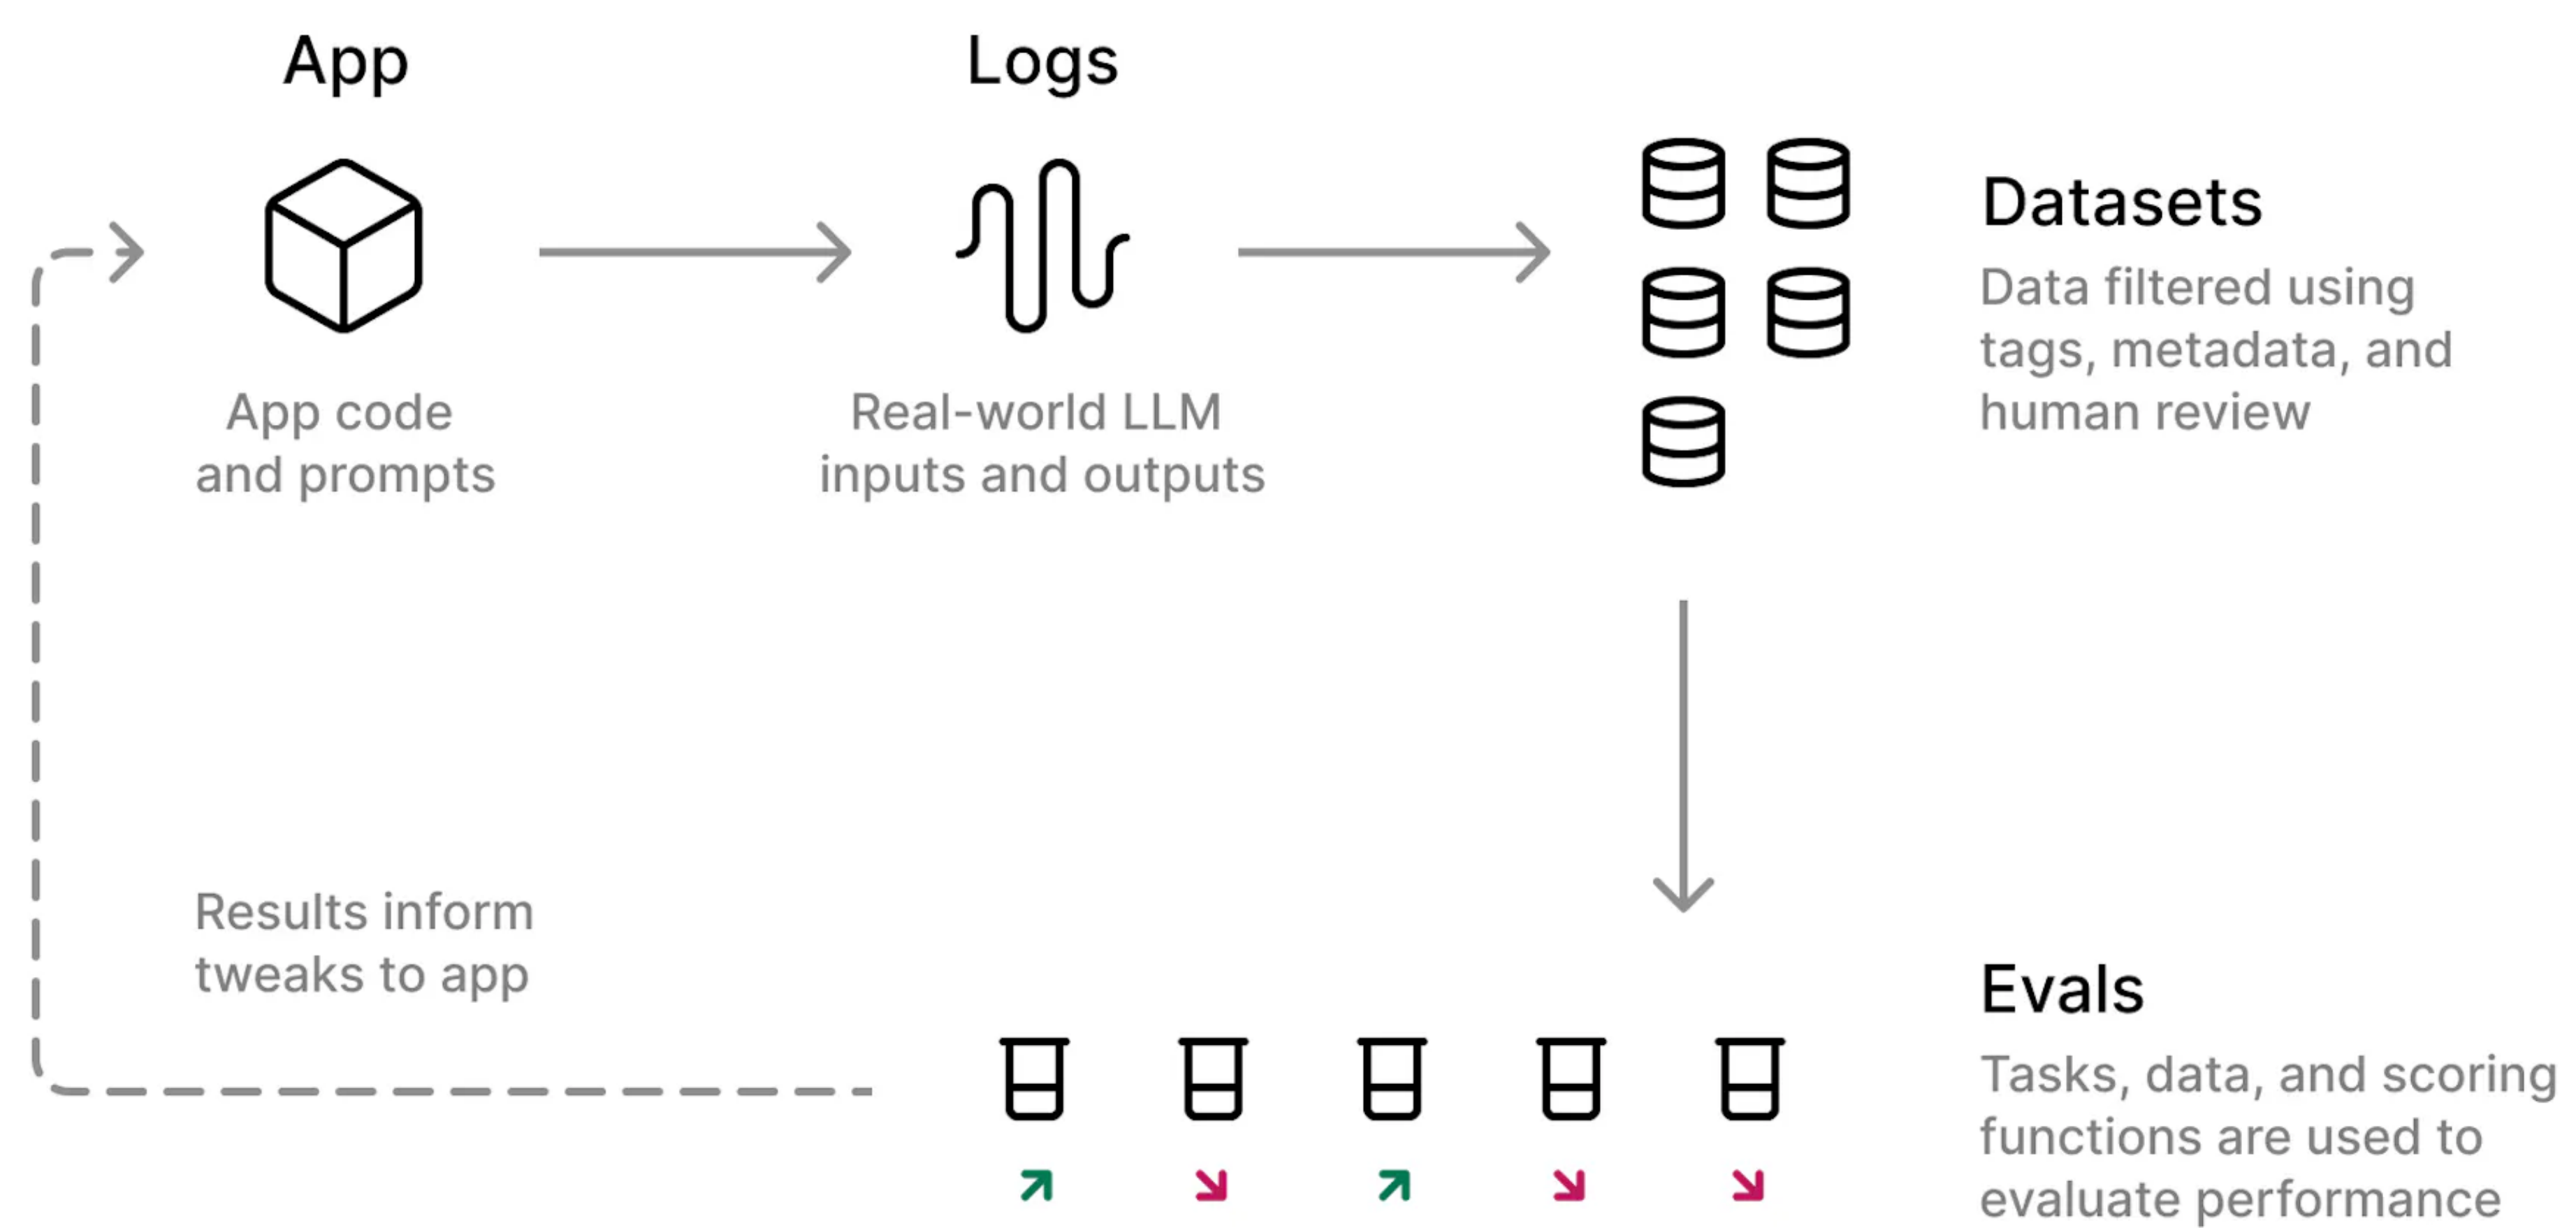 App
App code
and prompts
Logs
Real-world LLM
inputs and outputs
Datasets
Data filtered using
tags, metadata, and
human review
Evals
Tasks, data, and scoring
functions are used to
evaluate performance
Results inform
tweaks to app